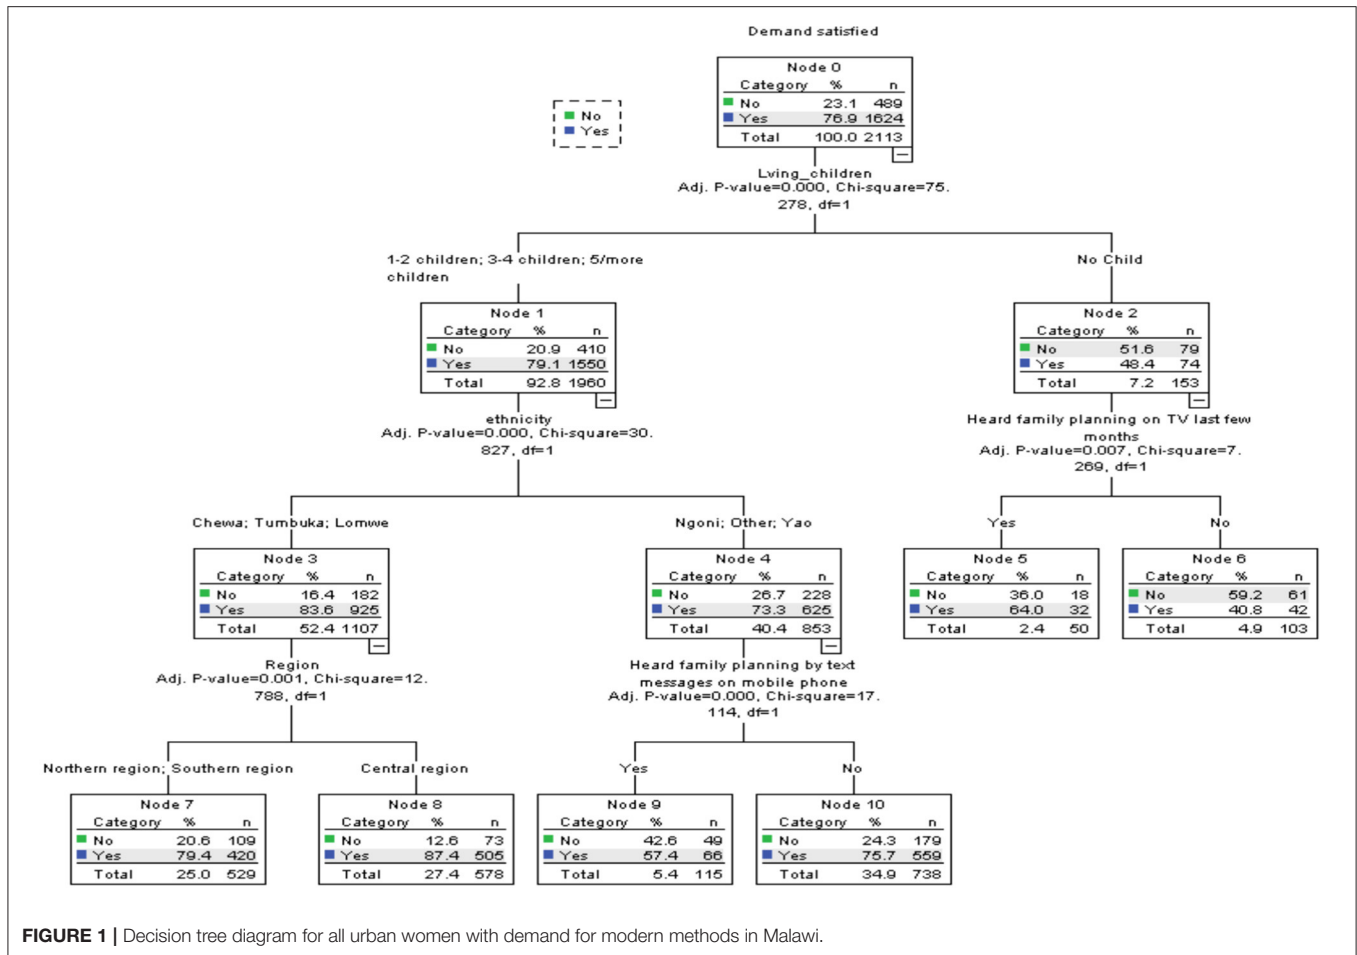 Demand satisfied
Node 0
Category % n
No 23.1 489
Yes 76.9 1624
Total 100.0 2113
No
Yes
Lving_children
Adj. P-value=0.000, Chi-square=75.
278, df=1
1-2 children; 3-4 children; 5/more
children
No Child
Node 1
Category % n
No 20.9 410
Yes 79.1 1550
Total 92.8 1960
Node 2
Category % n
No 51.6 79
Yes 48.4 74
Total 7.2 153
ethnicity
Adj. P-value=0.000, Chi-square=30.
827, df=1
Heard family planning on TV last few
months
Adj. P-value=0.007, Chi-square=7.
269, df=1
Chewa; Tumbuka; Lomwe
Ngoni; Other; Yao
Yes
No
Node 3
Category % n
No 16.4 182
Yes 83.6 925
Total 52.4 1107
Node 4
Category % n
No 26.7 228
Yes 73.3 625
Total 40.4 853
Node 5
Category % n
No 36.0 18
Yes 64.0 32
Total 2.4 50
Node 6
Category % n
No 59.2 61
Yes 40.8 42
Total 4.9 103
Region
Adj. P-value=0.001, Chi-square=12.
788, df=1
Heard family planning by text
messages on mobile phone
Adj. P-value=0.000, Chi-square=17.
114, df=1
Northern region; Southern region
Central region
Yes
No
Node 7
Category % n
No 20.6 109
Yes 79.4 420
Total 25.0 529
Node 8
Category % n
No 12.6 73
Yes 87.4 505
Total 27.4 578
Node 9
Category % n
No 42.6 49
Yes 57.4 66
Total 5.4 115
Node 10
Category % n
No 24.3 179
Yes 75.7 559
Total 34.9 738
FIGURE 1 | Decision tree diagram for all urban women with demand for modern methods in Malawi.